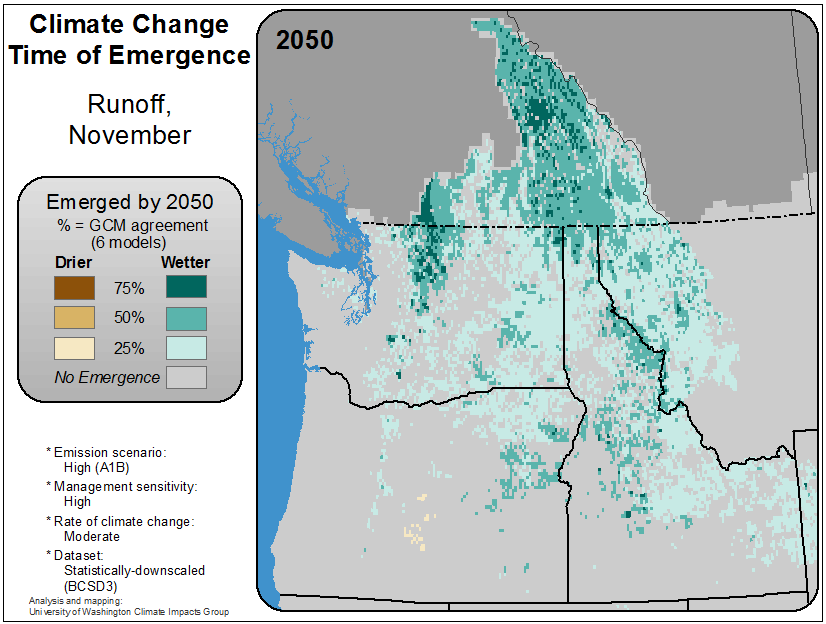 Climate Change
Time of Emergence
Runoff,
November
Emerged by 2050
% = GCM agreement
(6 models)
Drier Wetter
75%
50%
25%
No Emergence
* Emission scenario:
High (A1B)
* Management sensitivity:
High
* Rate of climate change:
Moderate
* Dataset:
Statistically-downscaled
(BCSD3)
Analysis and mapping:
University of Washington Climate Impacts Group
2050